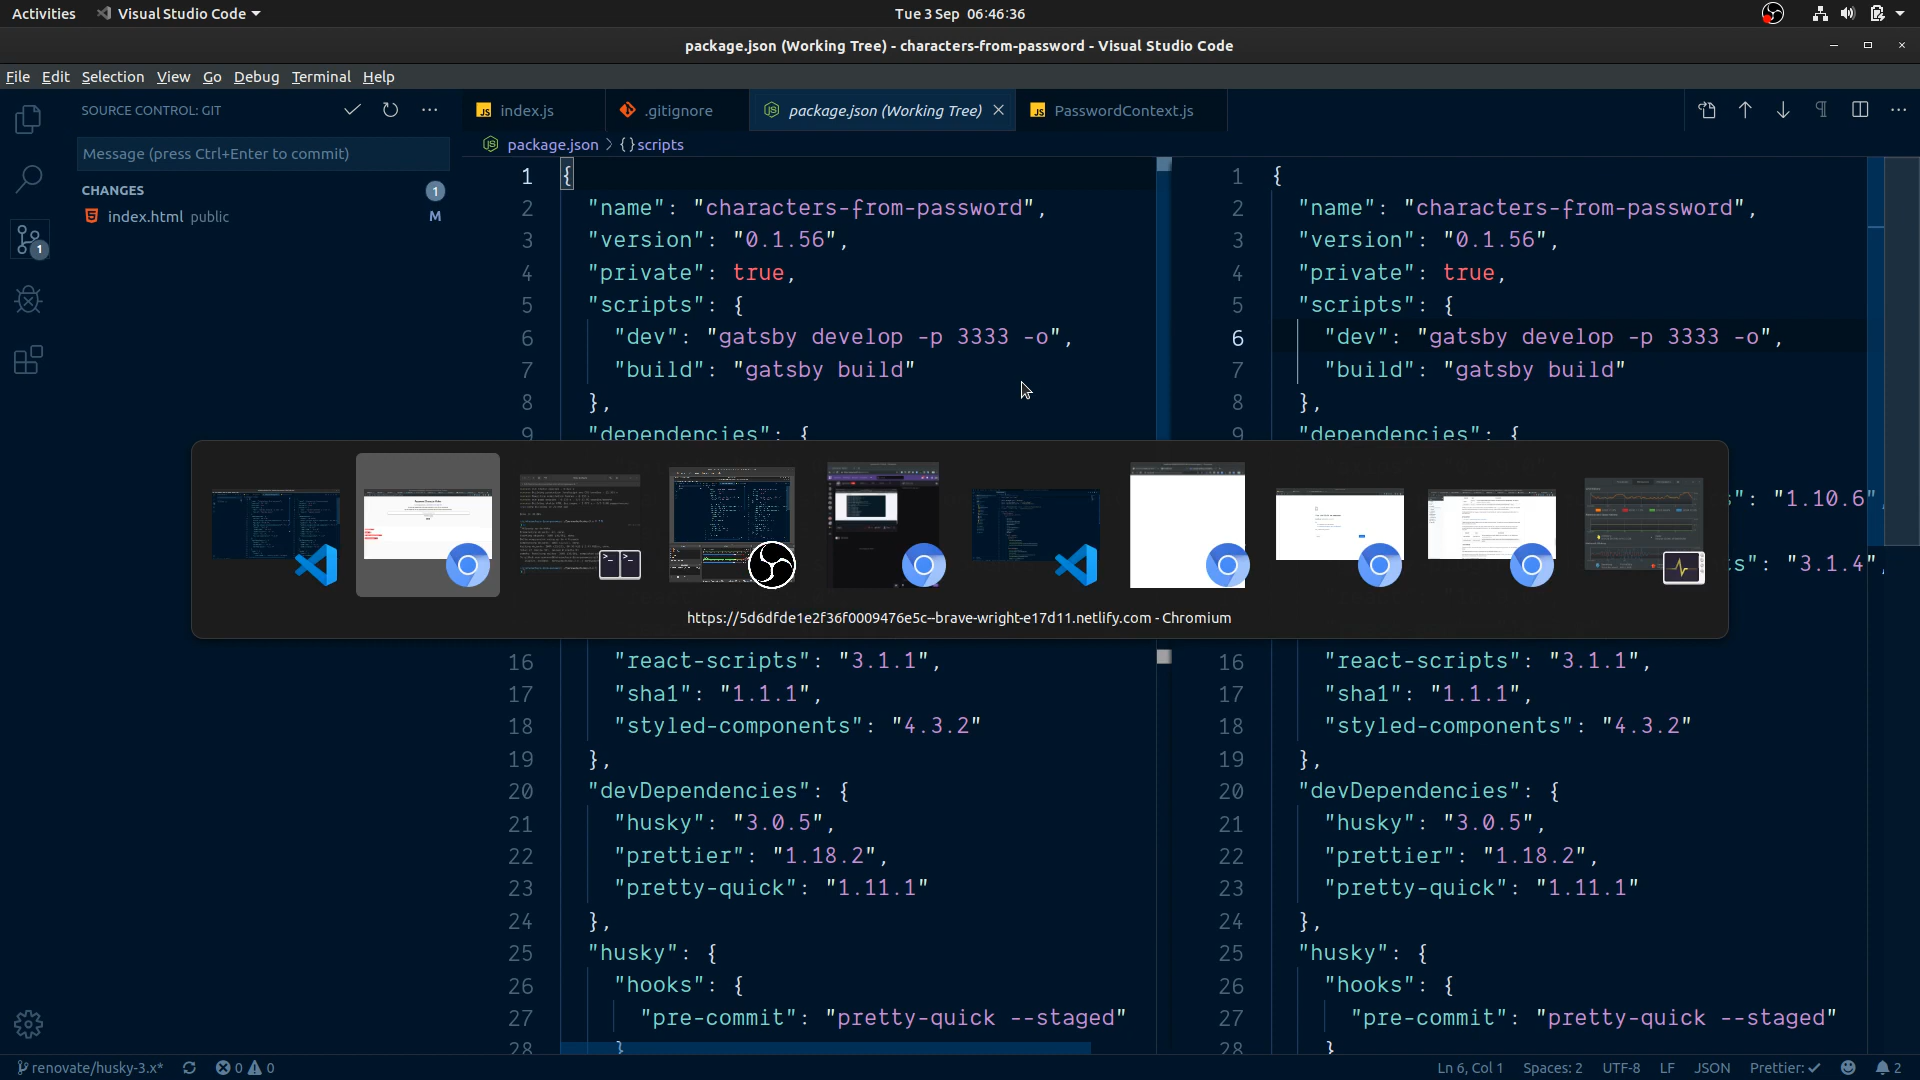 Activities Visual Studio Code Tue 3 Sep 06:46:36
package.json (Working Tree) - characters-from-password - Visual Studio Code
File Edit Selection View Go Debug Terminal Help
SOURCE CONTROL: GIT
index.js .gitignore package.json (Working Tree) PasswordContext.js
Message (press Ctrl+Enter to commit)
CHANGES 1
index.html public M
1
package.json > {} scripts
1 {
2 "name": "characters-from-password",
3 "version": "0.1.56",
4 "private": true,
5 "scripts": {
6 "dev": "gatsby develop -p 3333 -o",
7 "build": "gatsby build"
8 },
9 "dependencies": {
16 "react-scripts": "3.1.1",
17 "sha1": "1.1.1",
18 "styled-components": "4.3.2"
19 },
20 "devDependencies": {
21 "husky": "3.0.5",
22 "prettier": "1.18.2",
23 "pretty-quick": "1.11.1"
24 },
25 "husky": {
26 "hooks": {
27 "pre-commit": "pretty-quick --staged"
28 }
1 {
2 "name": "characters-from-password",
3 "version": "0.1.56",
4 "private": true,
5 "scripts": {
6 "dev": "gatsby develop -p 3333 -o",
7 "build": "gatsby build"
8 },
9 "dependencies": {
": "1.10.6",
s": "3.1.4",
16 "react-scripts": "3.1.1",
17 "sha1": "1.1.1",
18 "styled-components": "4.3.2"
19 },
20 "devDependencies": {
21 "husky": "3.0.5",
22 "prettier": "1.18.2",
23 "pretty-quick": "1.11.1"
24 },
25 "husky": {
26 "hooks": {
27 "pre-commit": "pretty-quick --staged"
28 }
https://5d6dfde1e2f36f0009476e5c--brave-wright-e17d11.netlify.com - Chromium
renovate/husky-3.x* 0 0 Ln 6, Col 1 Spaces: 2 UTF-8 LF JSON Prettier: ✓ 2